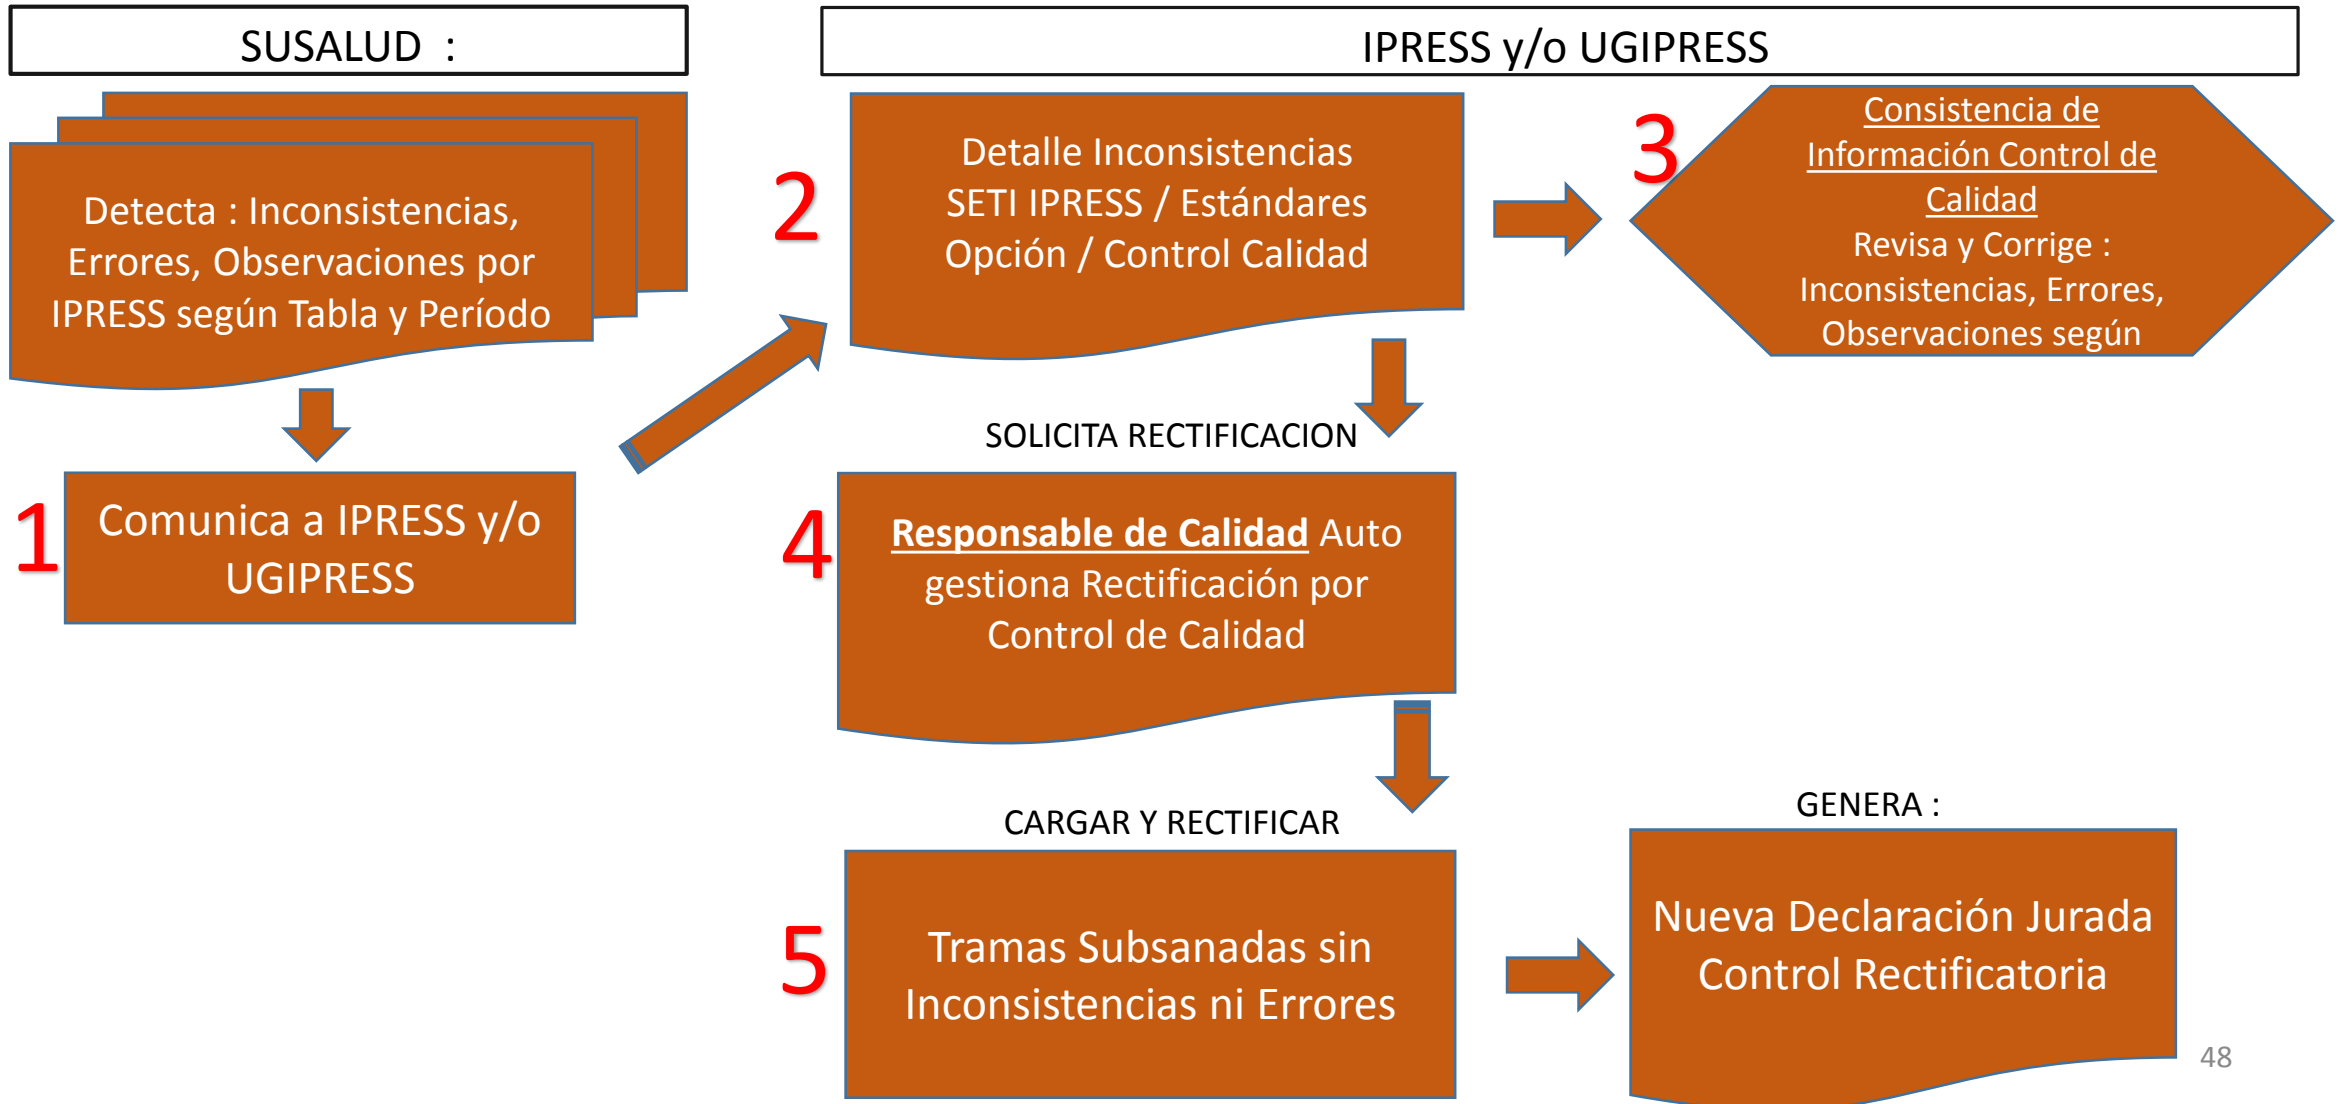 SUSALUD :
Detecta : Inconsistencias,
Errores, Observaciones por
IPRESS según Tabla y Período
1
Comunica a IPRESS y/o
UGIPRESS
IPRESS y/o UGIPRESS
2
Detalle Inconsistencias
SETI IPRESS / Estándares
Opción / Control Calidad
3
Consistencia de
Información Control de
Calidad
Revisa y Corrige :
Inconsistencias, Errores,
Observaciones según
SOLICITA RECTIFICACION
4
Responsable de Calidad Auto
gestiona Rectificación por
Control de Calidad
CARGAR Y RECTIFICAR
5
Tramas Subsanadas sin
Inconsistencias ni Errores
GENERA :
Nueva Declaración Jurada
Control Rectificatoria
48